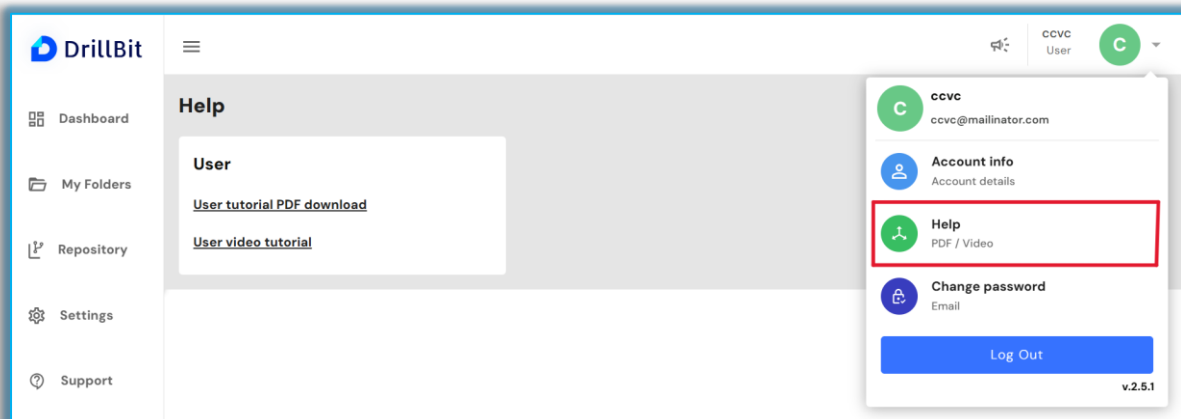 DrillBit
ccvc
User
C
Dashboard
My Folders
Repository
Settings
Support
Help
User
User tutorial PDF download
User video tutorial
C
ccvc
ccvc@mailinator.com
Account info
Account details
Help
PDF / Video
Change password
Email
Log Out
v.2.5.1